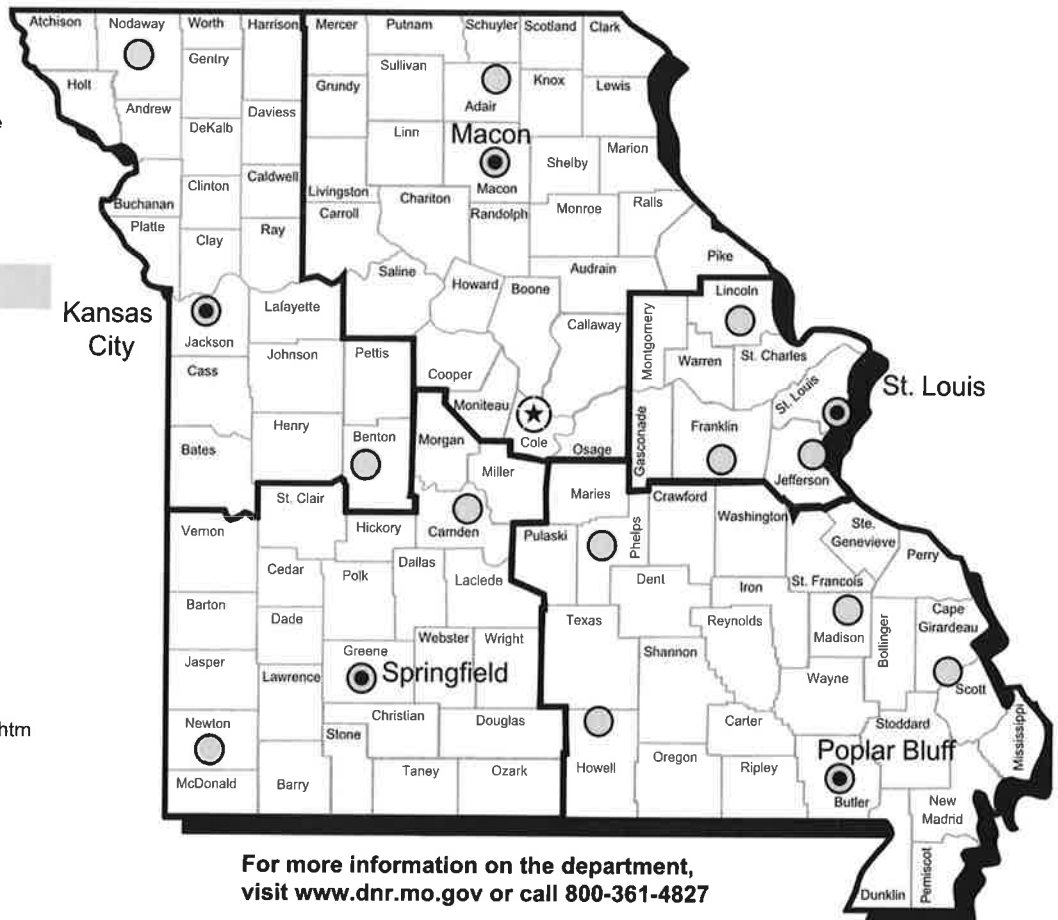 Atchison Nodaway Worth Harrison Mercer Putnam Schuyler Scotland Clark
Gentry Sullivan
Holt Grundy Knox Lewis
Andrew Daviess Adair
DeKalb Linn Macon
Shelby Marion
Clinton Caldwell Livingston Macon
Buchanan Chariton Monroe Ralls
Platte Ray Carroll Randolph
Clay Pike
Saline Audrain
Howard Boone Lincoln
Kansas
City
Lafayette
Jackson Callaway Montgomery
Johnson Pettis Warren St. Charles
Cass Cooper St. Louis St. Louis
Moniteau
Henry Benton Morgan Cole Osage Gasconade Franklin
Bates Miller Jefferson
St. Clair Maries Crawford
Vernon Hickory Camden Pulaski Phelps Washington Ste.
Genevieve
Perry
Cedar Polk Dallas Laclede Dent Iron St. Francois
Barton Dade Texas Reynolds Madison Bollinger Cape
Girardeau
Webster Wright
Jasper Greene Shannon
Lawrence Springfield Wayne Scott
Newton Christian Douglas Carter Stoddard Mississippi
htm
Stone Poplar Bluff
McDonald Barry Taney Ozark Howell Oregon Ripley Butler
New
Madrid
Dunklin Pemiscot
For more information on the department,
visit www.dnr.mo.gov or call 800-361-4827